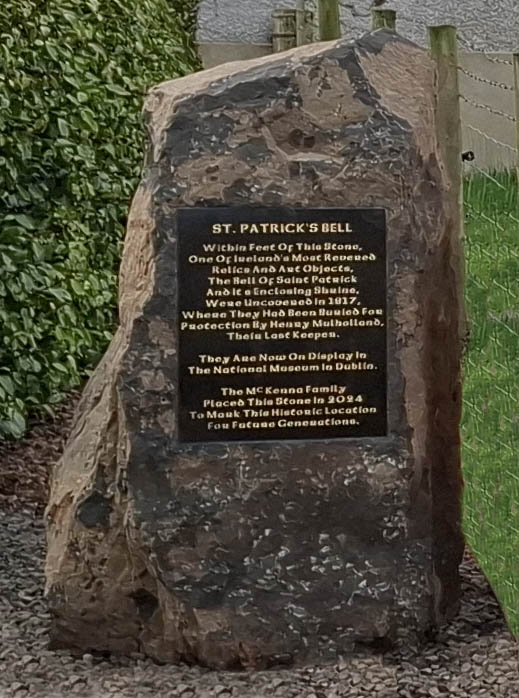 ST. PATRICK'S BELL
Within Feet Of This Stone,
One Of Ireland's Most Revered
Relics And Art Objects,
The Bell Of Saint Patrick
And It's Enclosing Shrine,
Were Uncovered In 1817,
Where They Had Been Buried For
Protection By Henry Mulholland,
Their Last Keeper.
They Are Now On Display In
The National Museum In Dublin.
The McKenna Family
Placed This Stone In 2024
To Mark This Historic Location
For Future Generations.